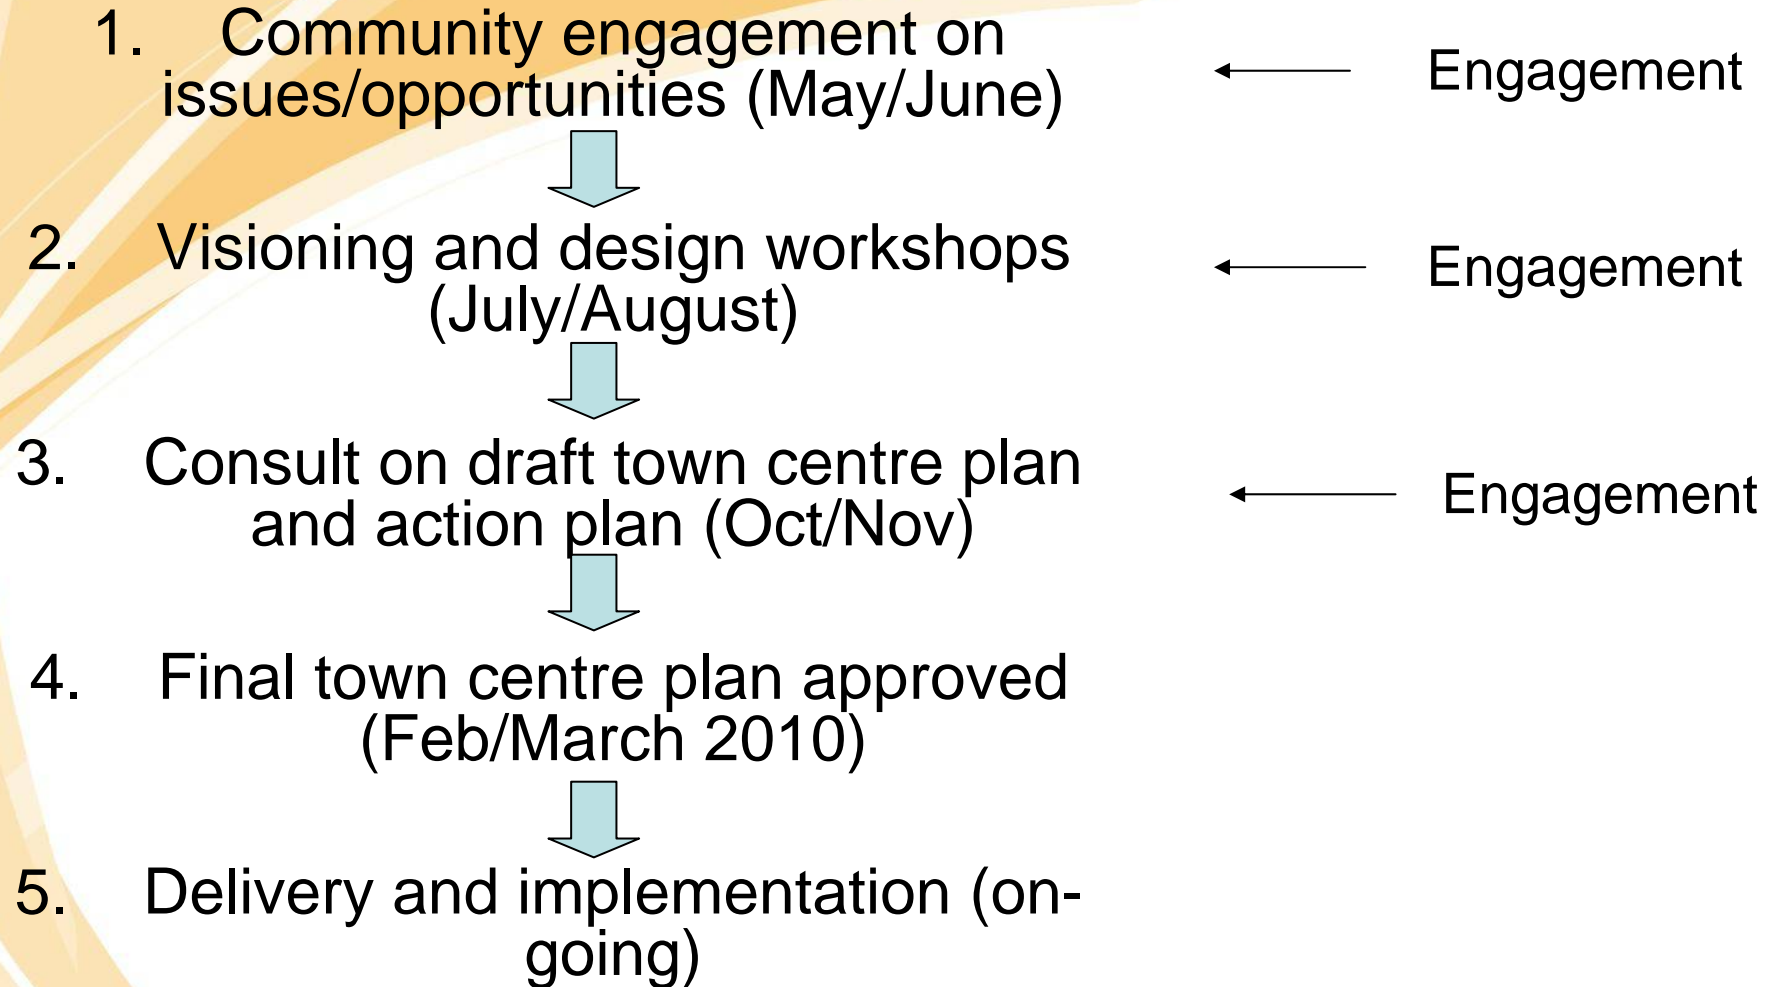 1. Community engagement on
issues/opportunities (May/June)
Engagement
2. Visioning and design workshops
(July/August)
Engagement
3. Consult on draft town centre plan
and action plan (Oct/Nov)
Engagement
4. Final town centre plan approved
(Feb/March 2010)
5. Delivery and implementation (on-
going)